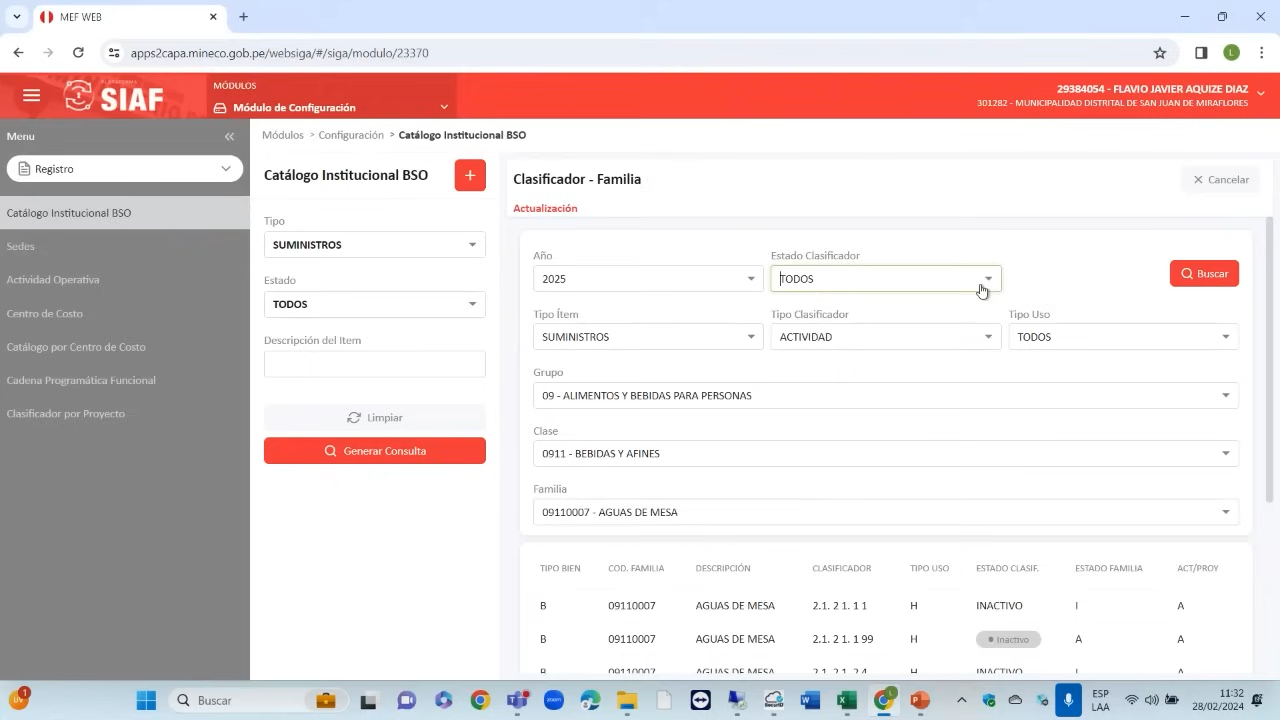 MEF WEB
apps2capa.mineco.gob.pe/websiga/#/siga/modulo/23370
L
PLATAFORMA
SIAF
MÓDULOS
Módulo de Configuración
29384054 - FLAVIO JAVIER AQUIZE DIAZ
301282 - MUNICIPALIDAD DISTRITAL DE SAN JUAN DE MIRAFLORES
Menu
Registro
Catálogo Institucional BSO
Sedes
Actividad Operativa
Centro de Costo
Catálogo por Centro de Costo
Cadena Programática Funcional
Clasificador por Proyecto
Módulos > Configuración > Catálogo Institucional BSO
Catálogo Institucional BSO
+
Tipo
SUMINISTROS
Estado
TODOS
Descripción del Item
Limpiar
Generar Consulta
Clasificador - Familia
Cancelar
Actualización
Año
Estado Clasificador
2025
TODOS
Buscar
Tipo Ítem
Tipo Clasificador
Tipo Uso
SUMINISTROS
ACTIVIDAD
TODOS
Grupo
09 - ALIMENTOS Y BEBIDAS PARA PERSONAS
Clase
0911 - BEBIDAS Y AFINES
Familia
09110007 - AGUAS DE MESA
TIPO BIEN COD. FAMILIA DESCRIPCIÓN CLASIFICADOR TIPO USO ESTADO CLASIF. ESTADO FAMILIA ACT/PROY
B 09110007 AGUAS DE MESA 2.1. 2 1. 1 1 H INACTIVO I A
B 09110007 AGUAS DE MESA 2.1. 2 1. 1 99 H Inactivo A A
B 09110007 AGUAS DE MESA 2.1. 2 1. 2 4 H INACTIVO I A
1
Buscar
zoom
ESP
LAA
11:32
28/02/2024